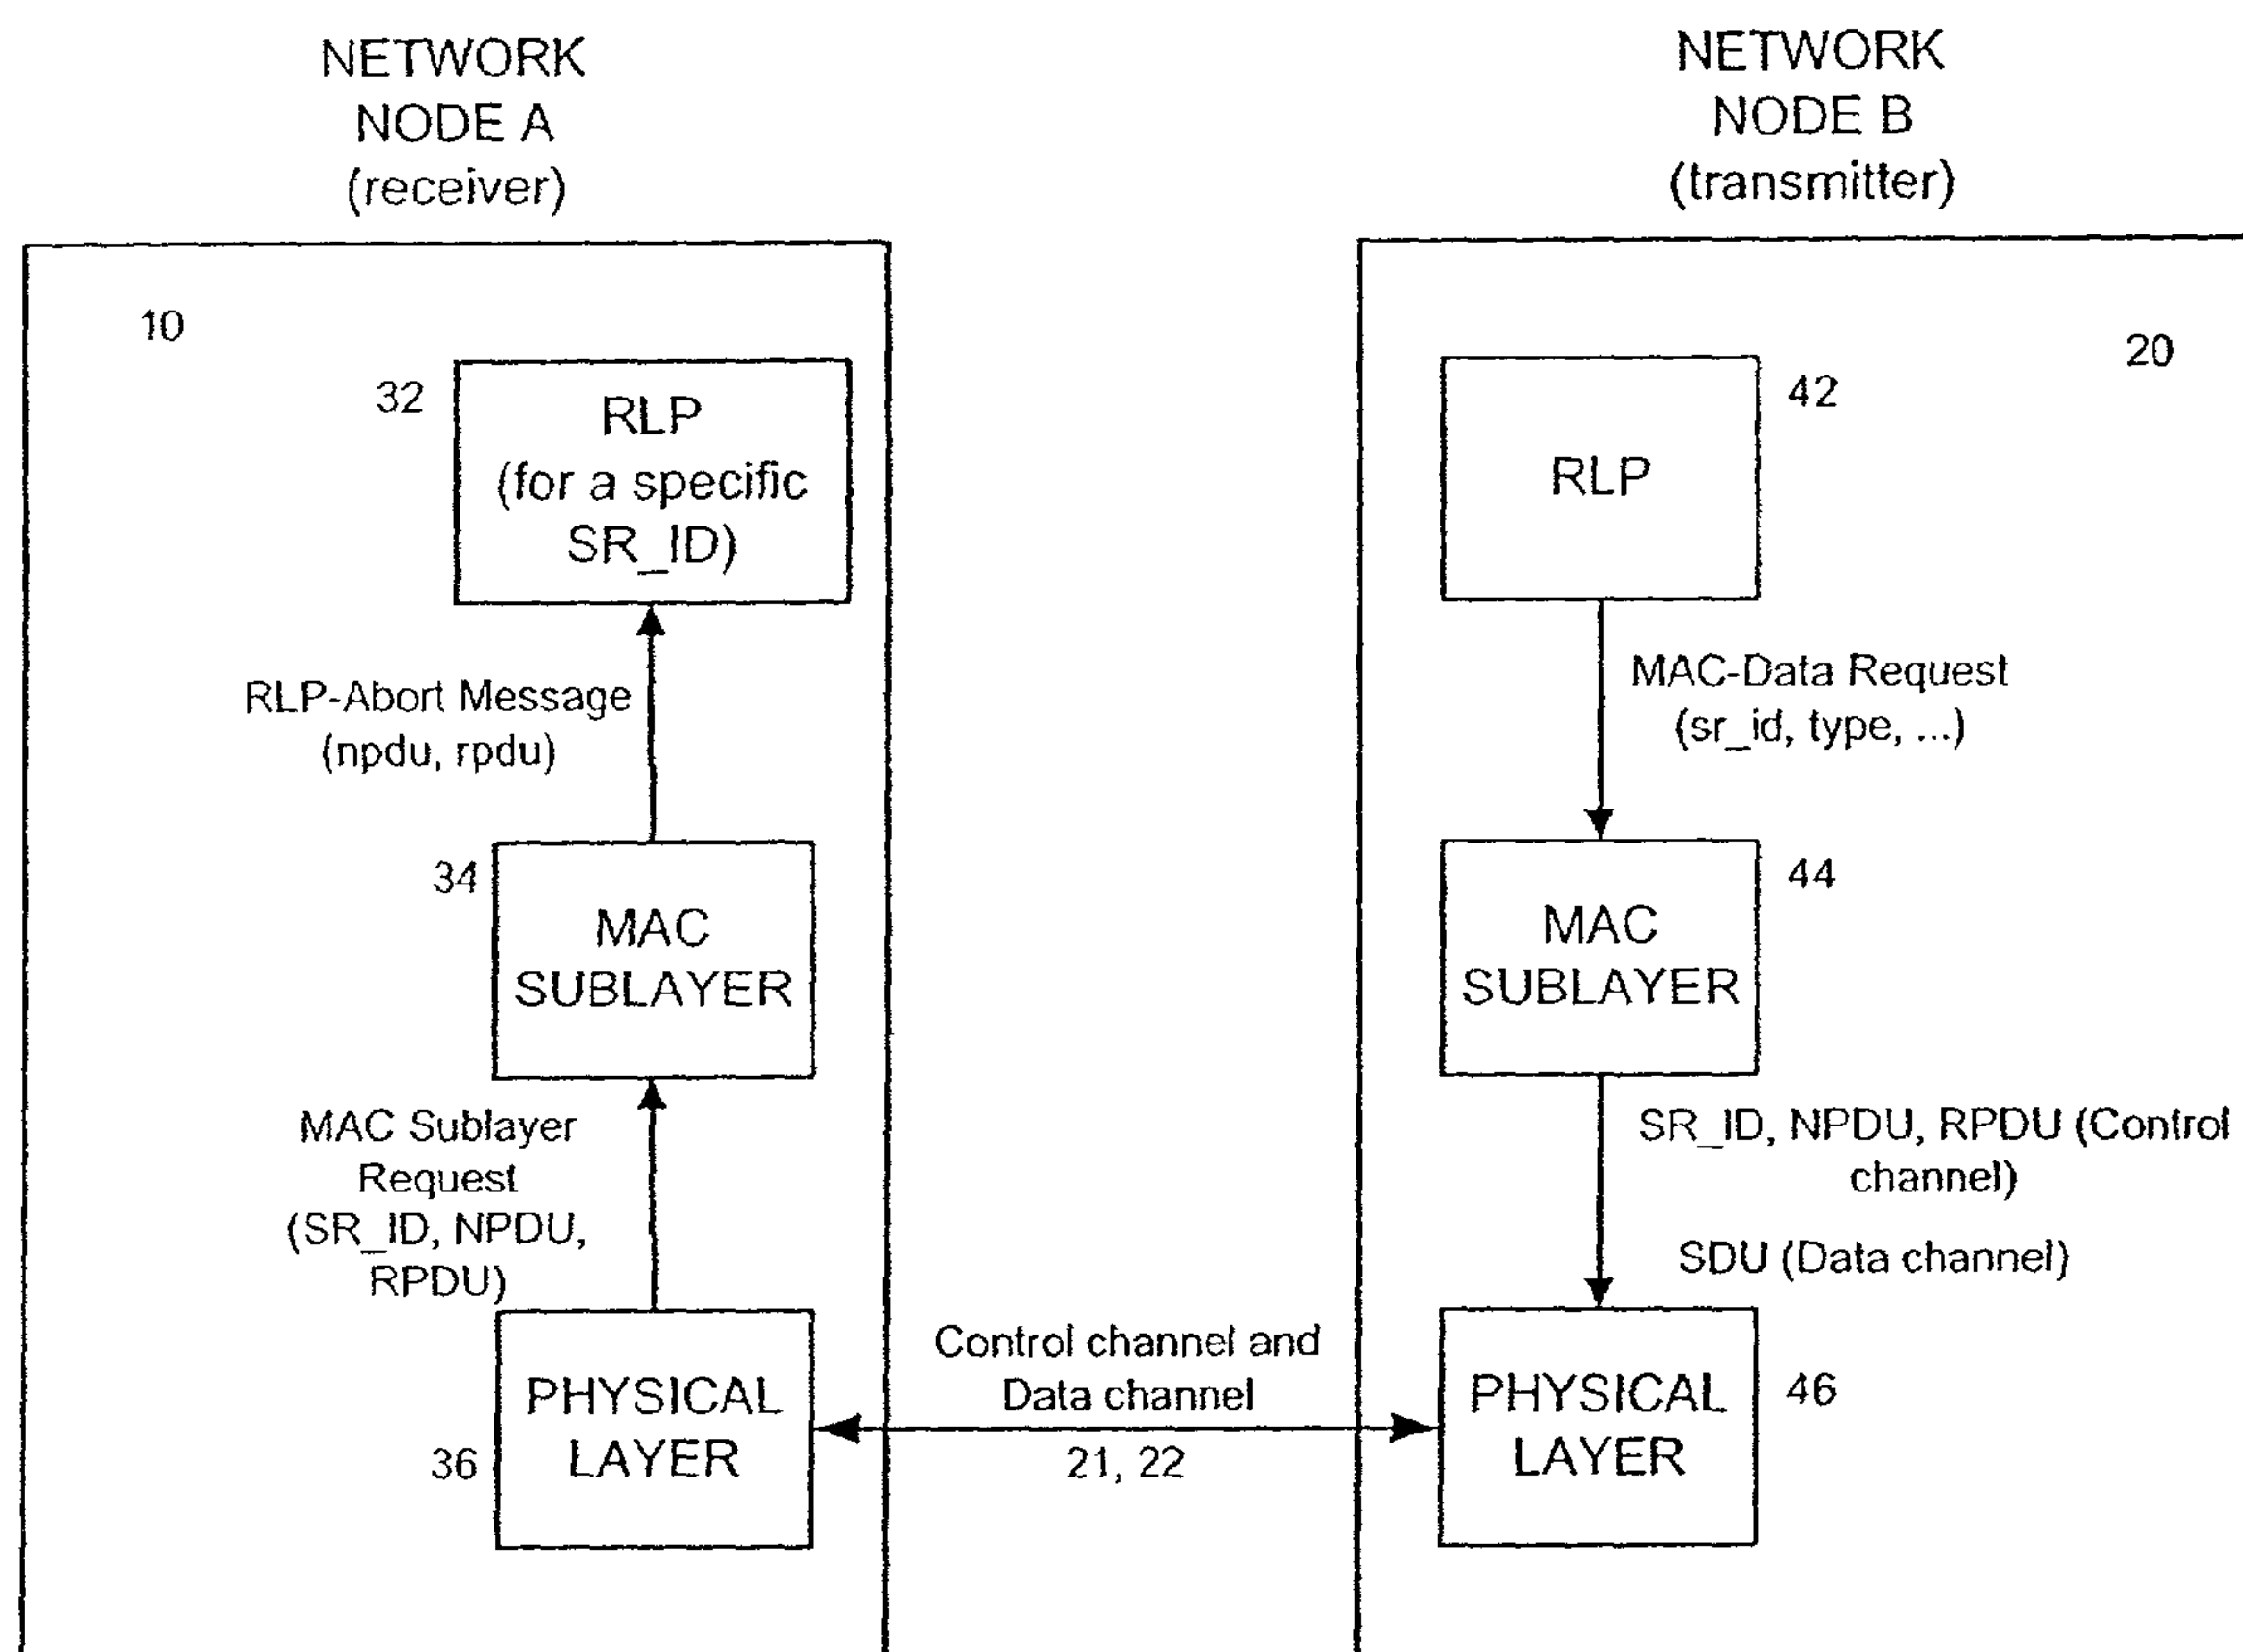 NETWORK
NODE A
(receiver)
NETWORK
NODE B
(transmitter)
10
32
RLP
(for a specific
SR_ID)
RLP-Abort Message
(npdu, rpdu)
34
MAC
SUBLAYER
MAC Sublayer
Request
(SR_ID, NPDU,
RPDU)
36
PHYSICAL
LAYER
Control channel and
Data channel
21, 22
20
42
RLP
MAC-Data Request
(sr_id, type, ...)
44
MAC
SUBLAYER
SR_ID, NPDU, RPDU (Control
channel)
SDU (Data channel)
46
PHYSICAL
LAYER